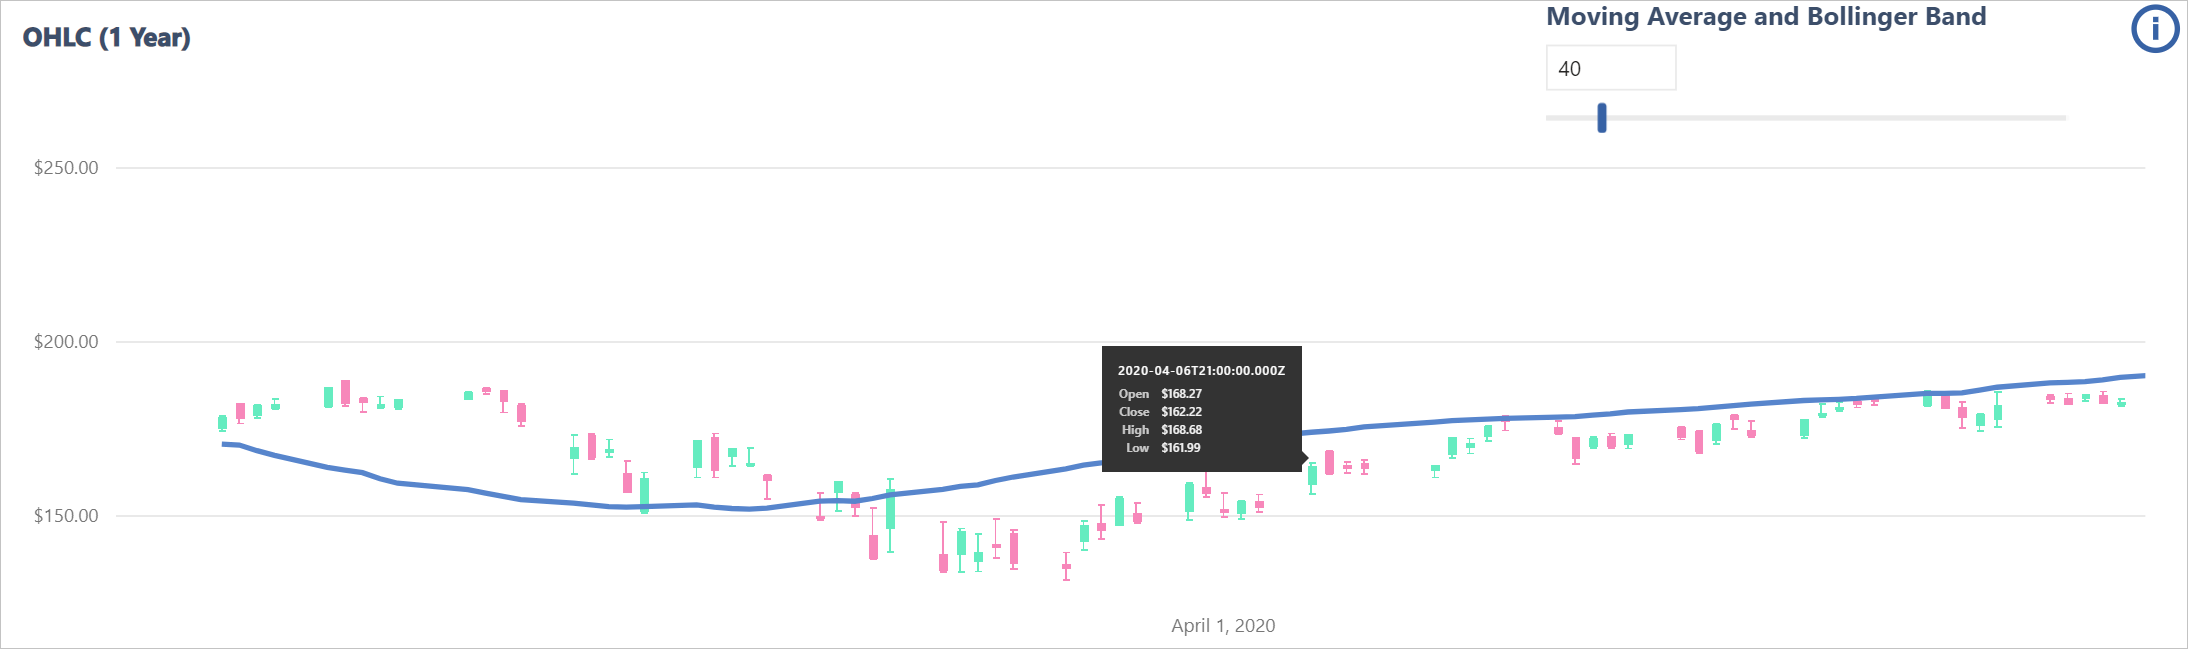 Moving Average and Bollinger Band
OHLC (1 Year)
40
$250.00
$200.00
2020-04-06T21:00:00.000Z
Open $168.27
Close $162.22
High $168.68
Low $161.99
$150.00
April 1, 2020